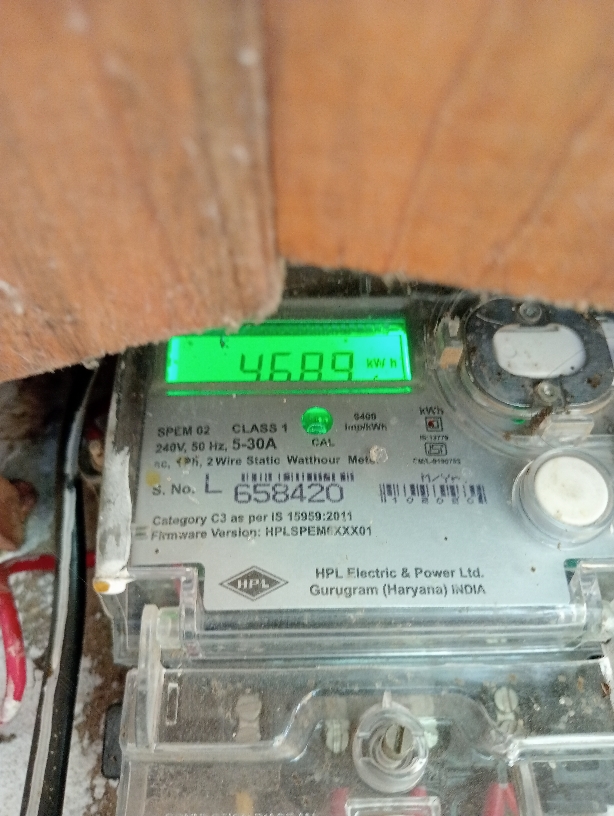 4689 kWh
SPEM 02 CLASS 1
240V, 50 Hz, 5-30A
CAL
6400
imp/kWh
kWh
2 Wire Static Watthour Meter
S. No. L 658420
M/Yr
Category C3 as per IS 15959:2011
Firmware Version:
HPL
HPL Electric & Power Ltd.
Gurugram (Haryana) INDIA